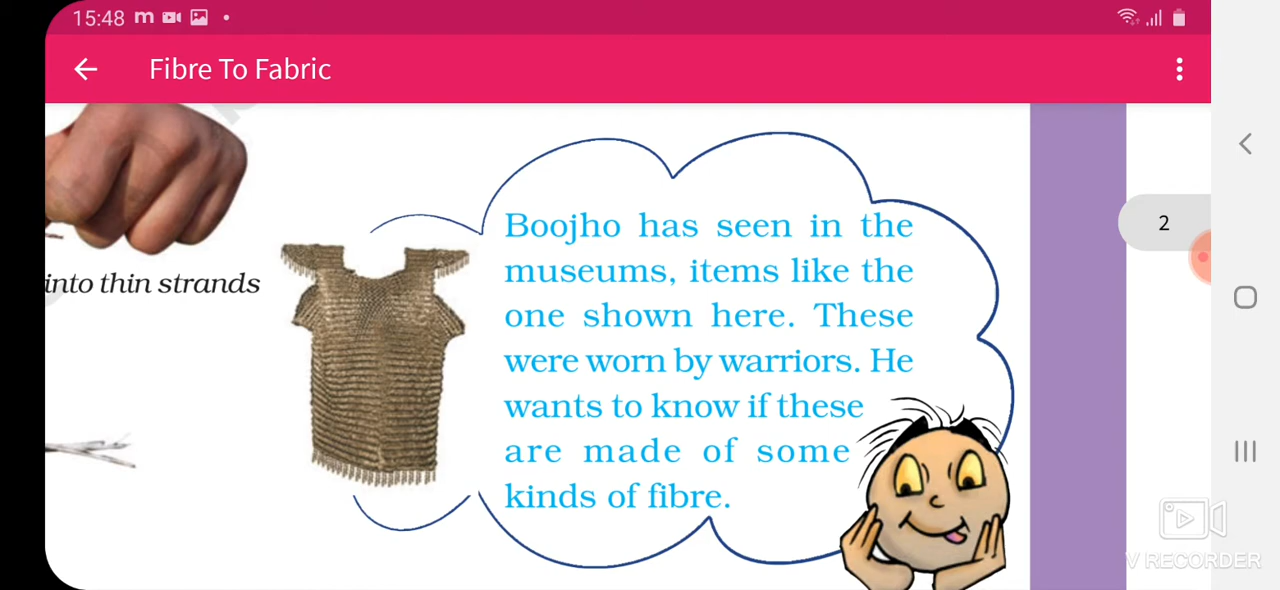 15:48 m
Fibre To Fabric
into thin strands
Boojho has seen in the
museums, items like the
one shown here. These
were worn by warriors. He
wants to know if these
are made of some
kinds of fibre.
2
V RECORDER